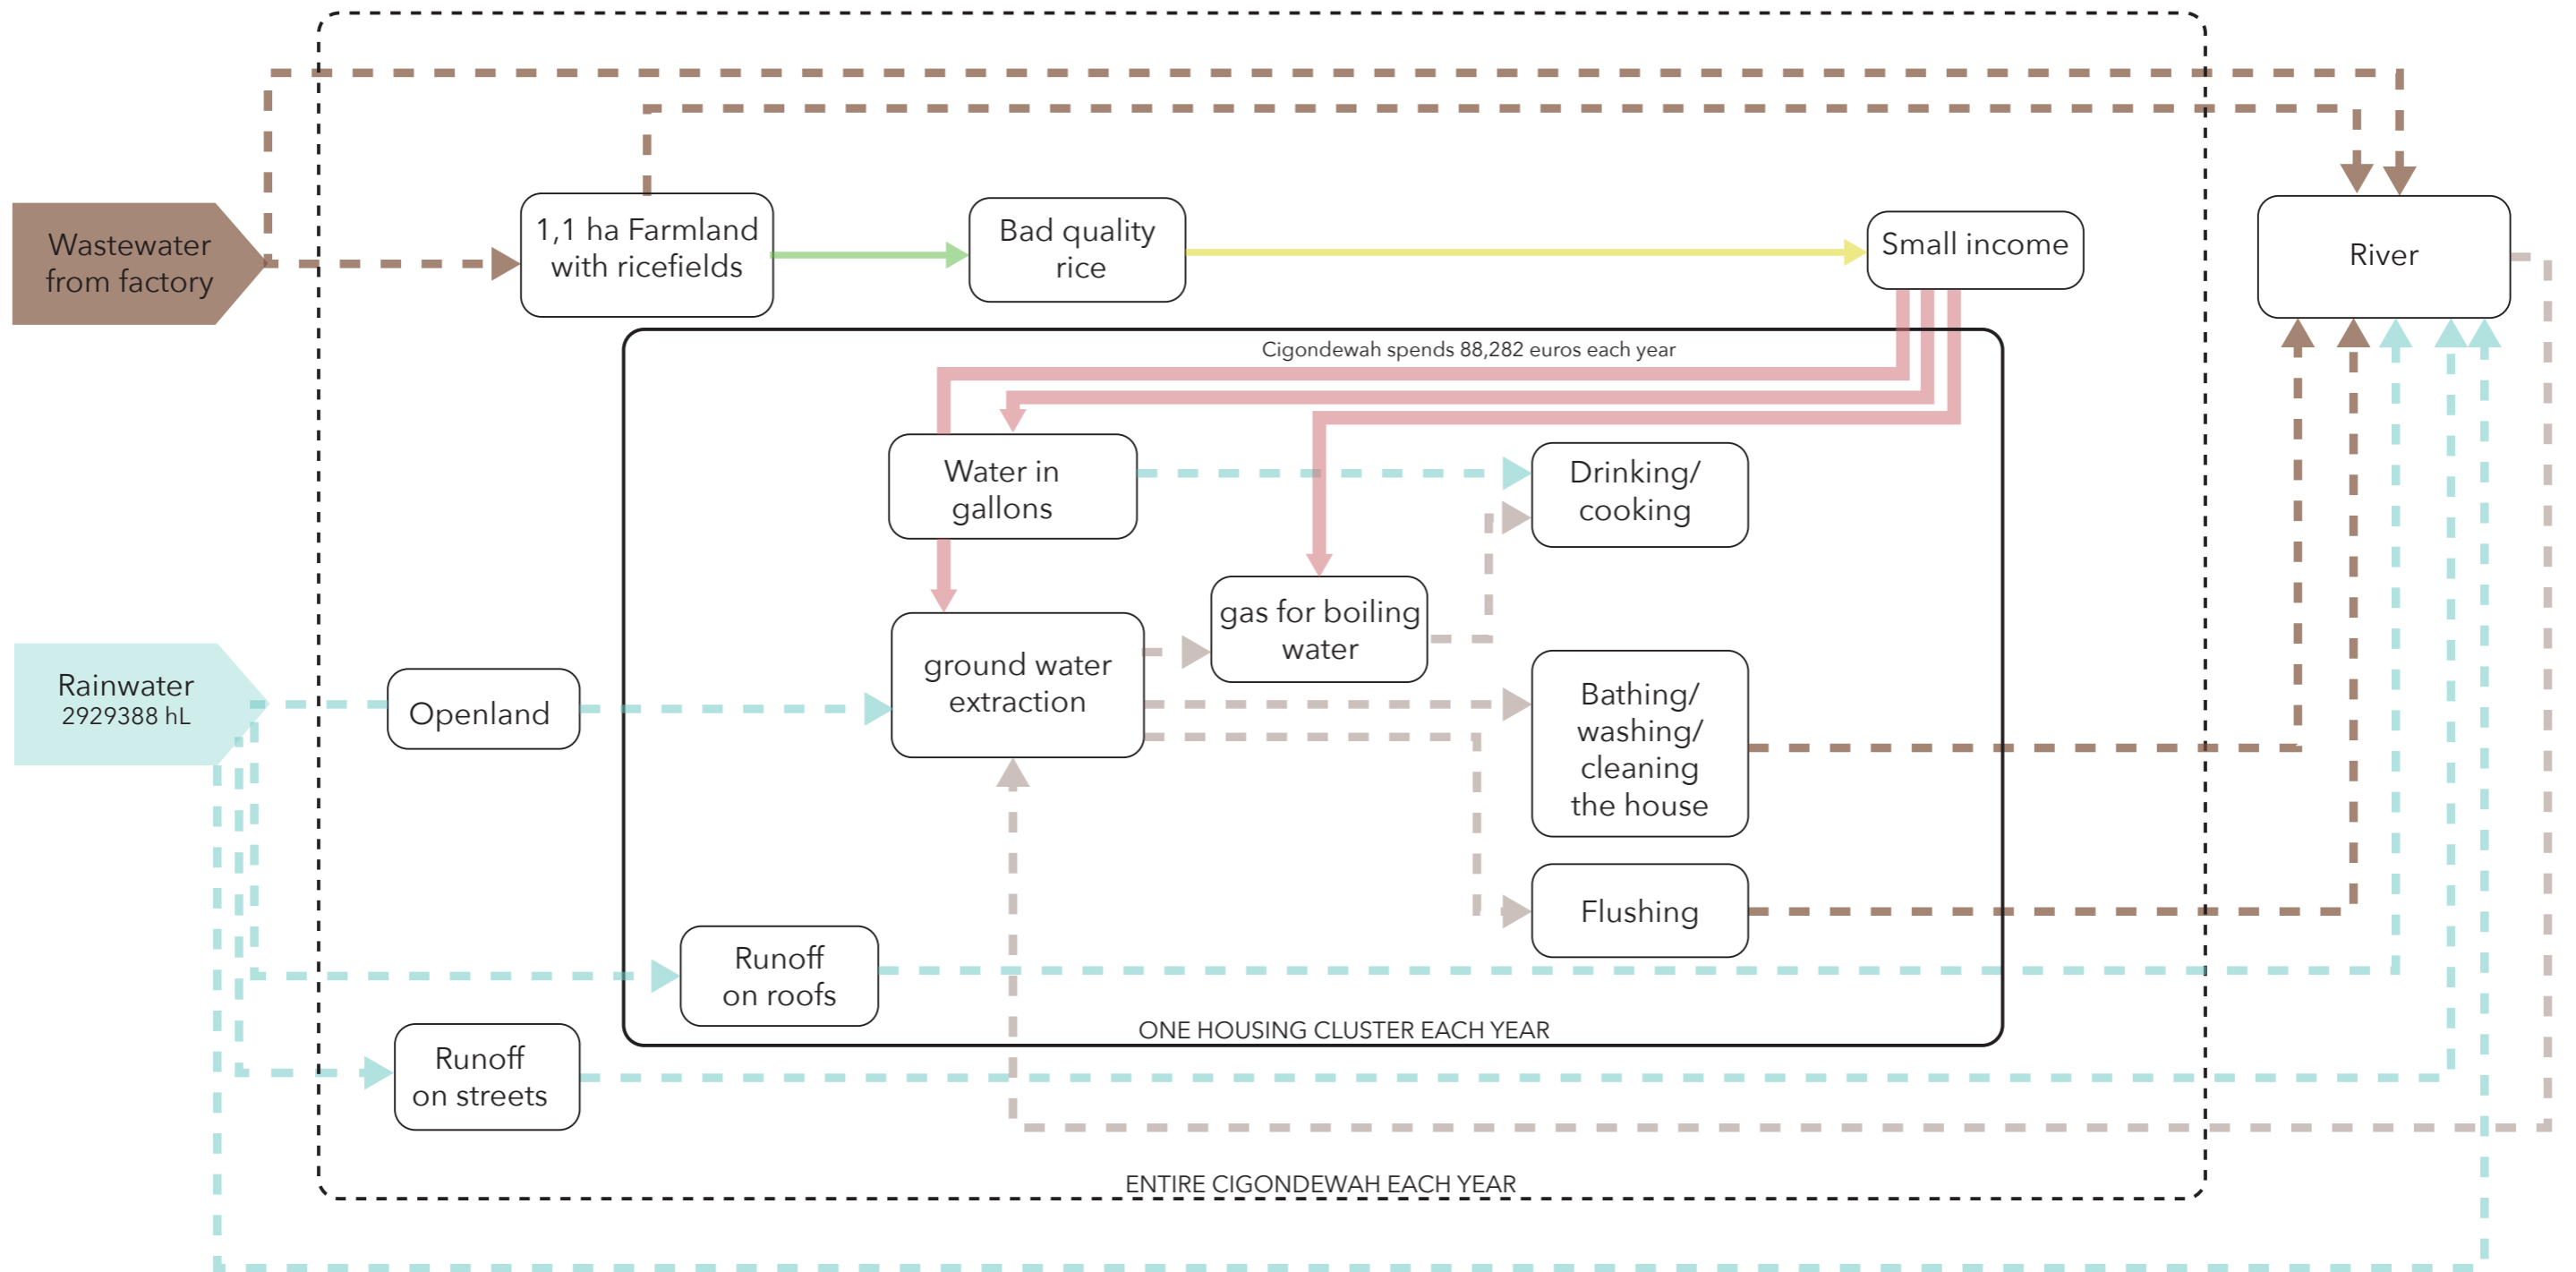 Wastewater
from factory
1,1 ha Farmland
with ricefields
Bad quality
rice
Small income
River
Cigondewah spends 88,282 euros each year
Water in
gallons
Drinking/
cooking
gas for boiling
water
ground water
extraction
Rainwater
2929388 hL
Openland
Bathing/
washing/
cleaning
the house
Flushing
Runoff
on roofs
ONE HOUSING CLUSTER EACH YEAR
Runoff
on streets
ENTIRE CIGONDEWAH EACH YEAR